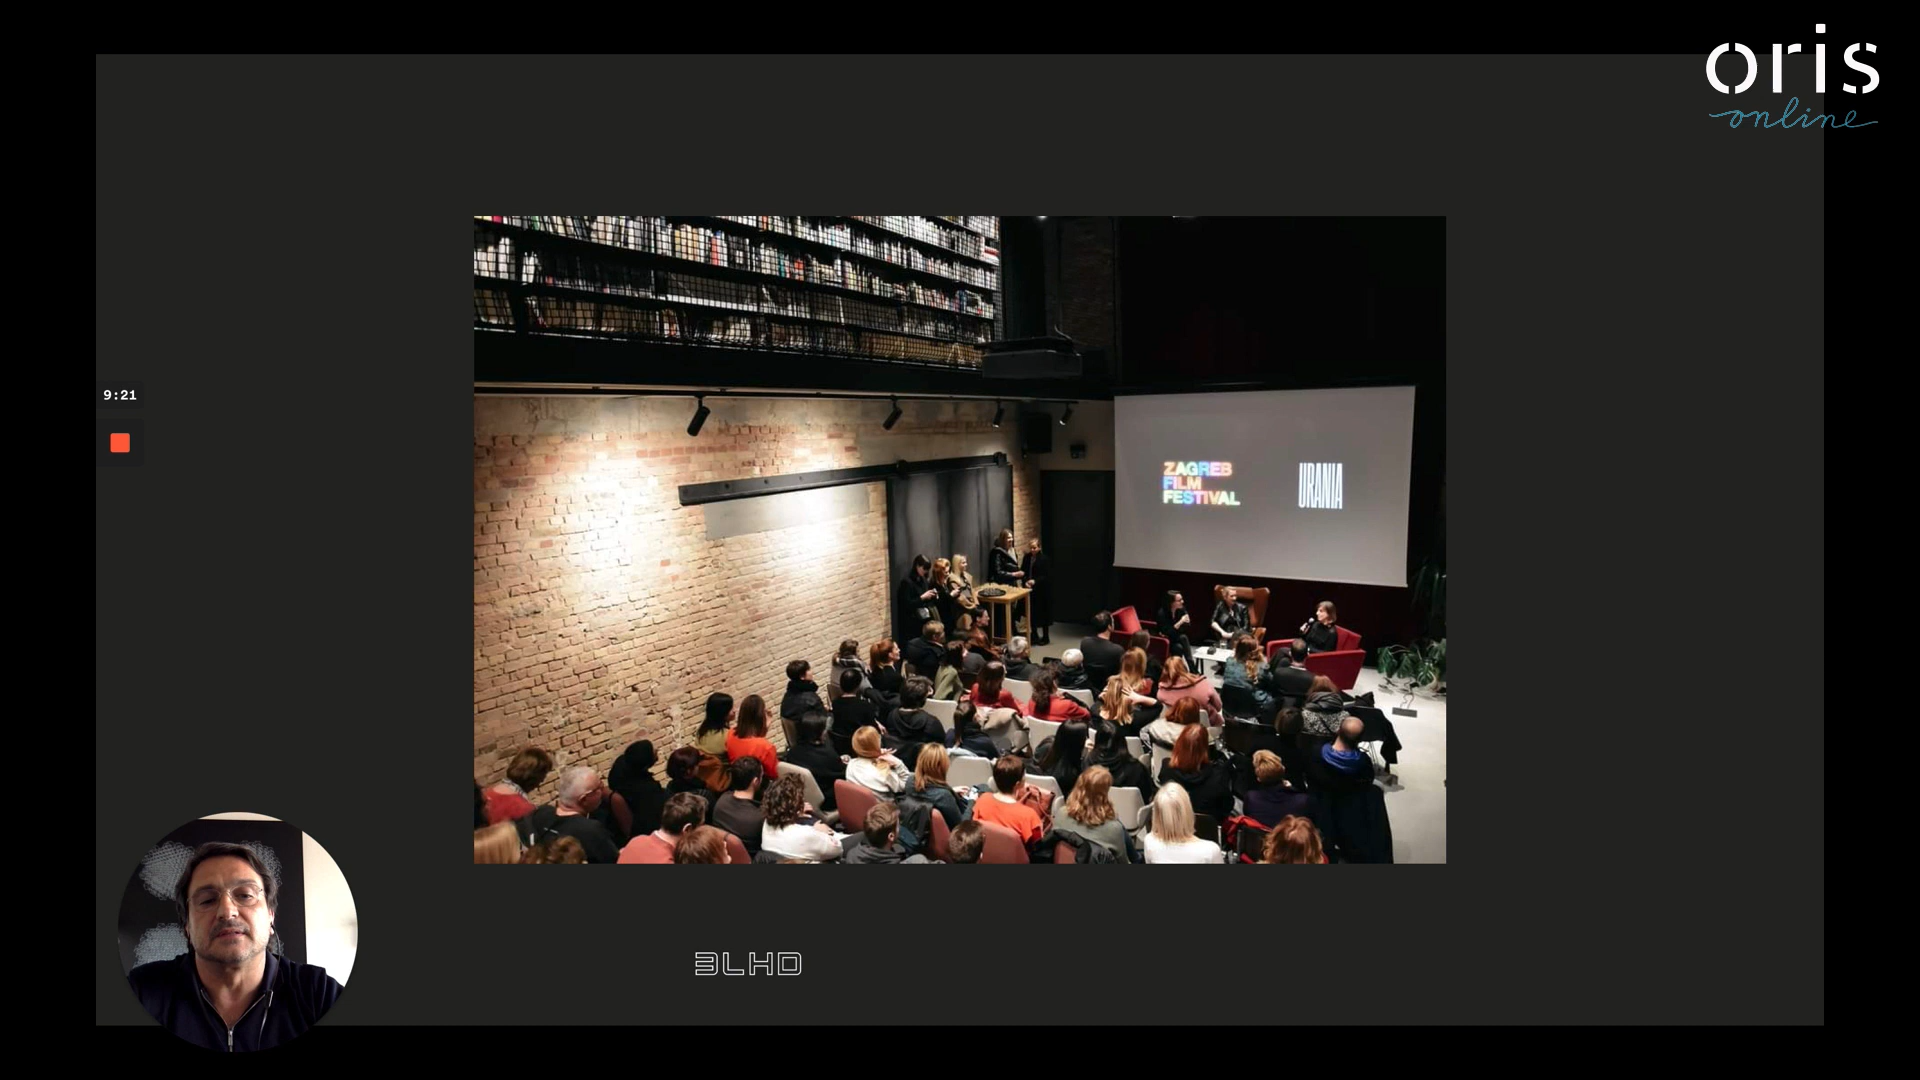 oris
online
9:21
ZAGREB
FILM
FESTIVAL
URANIA
3LHD